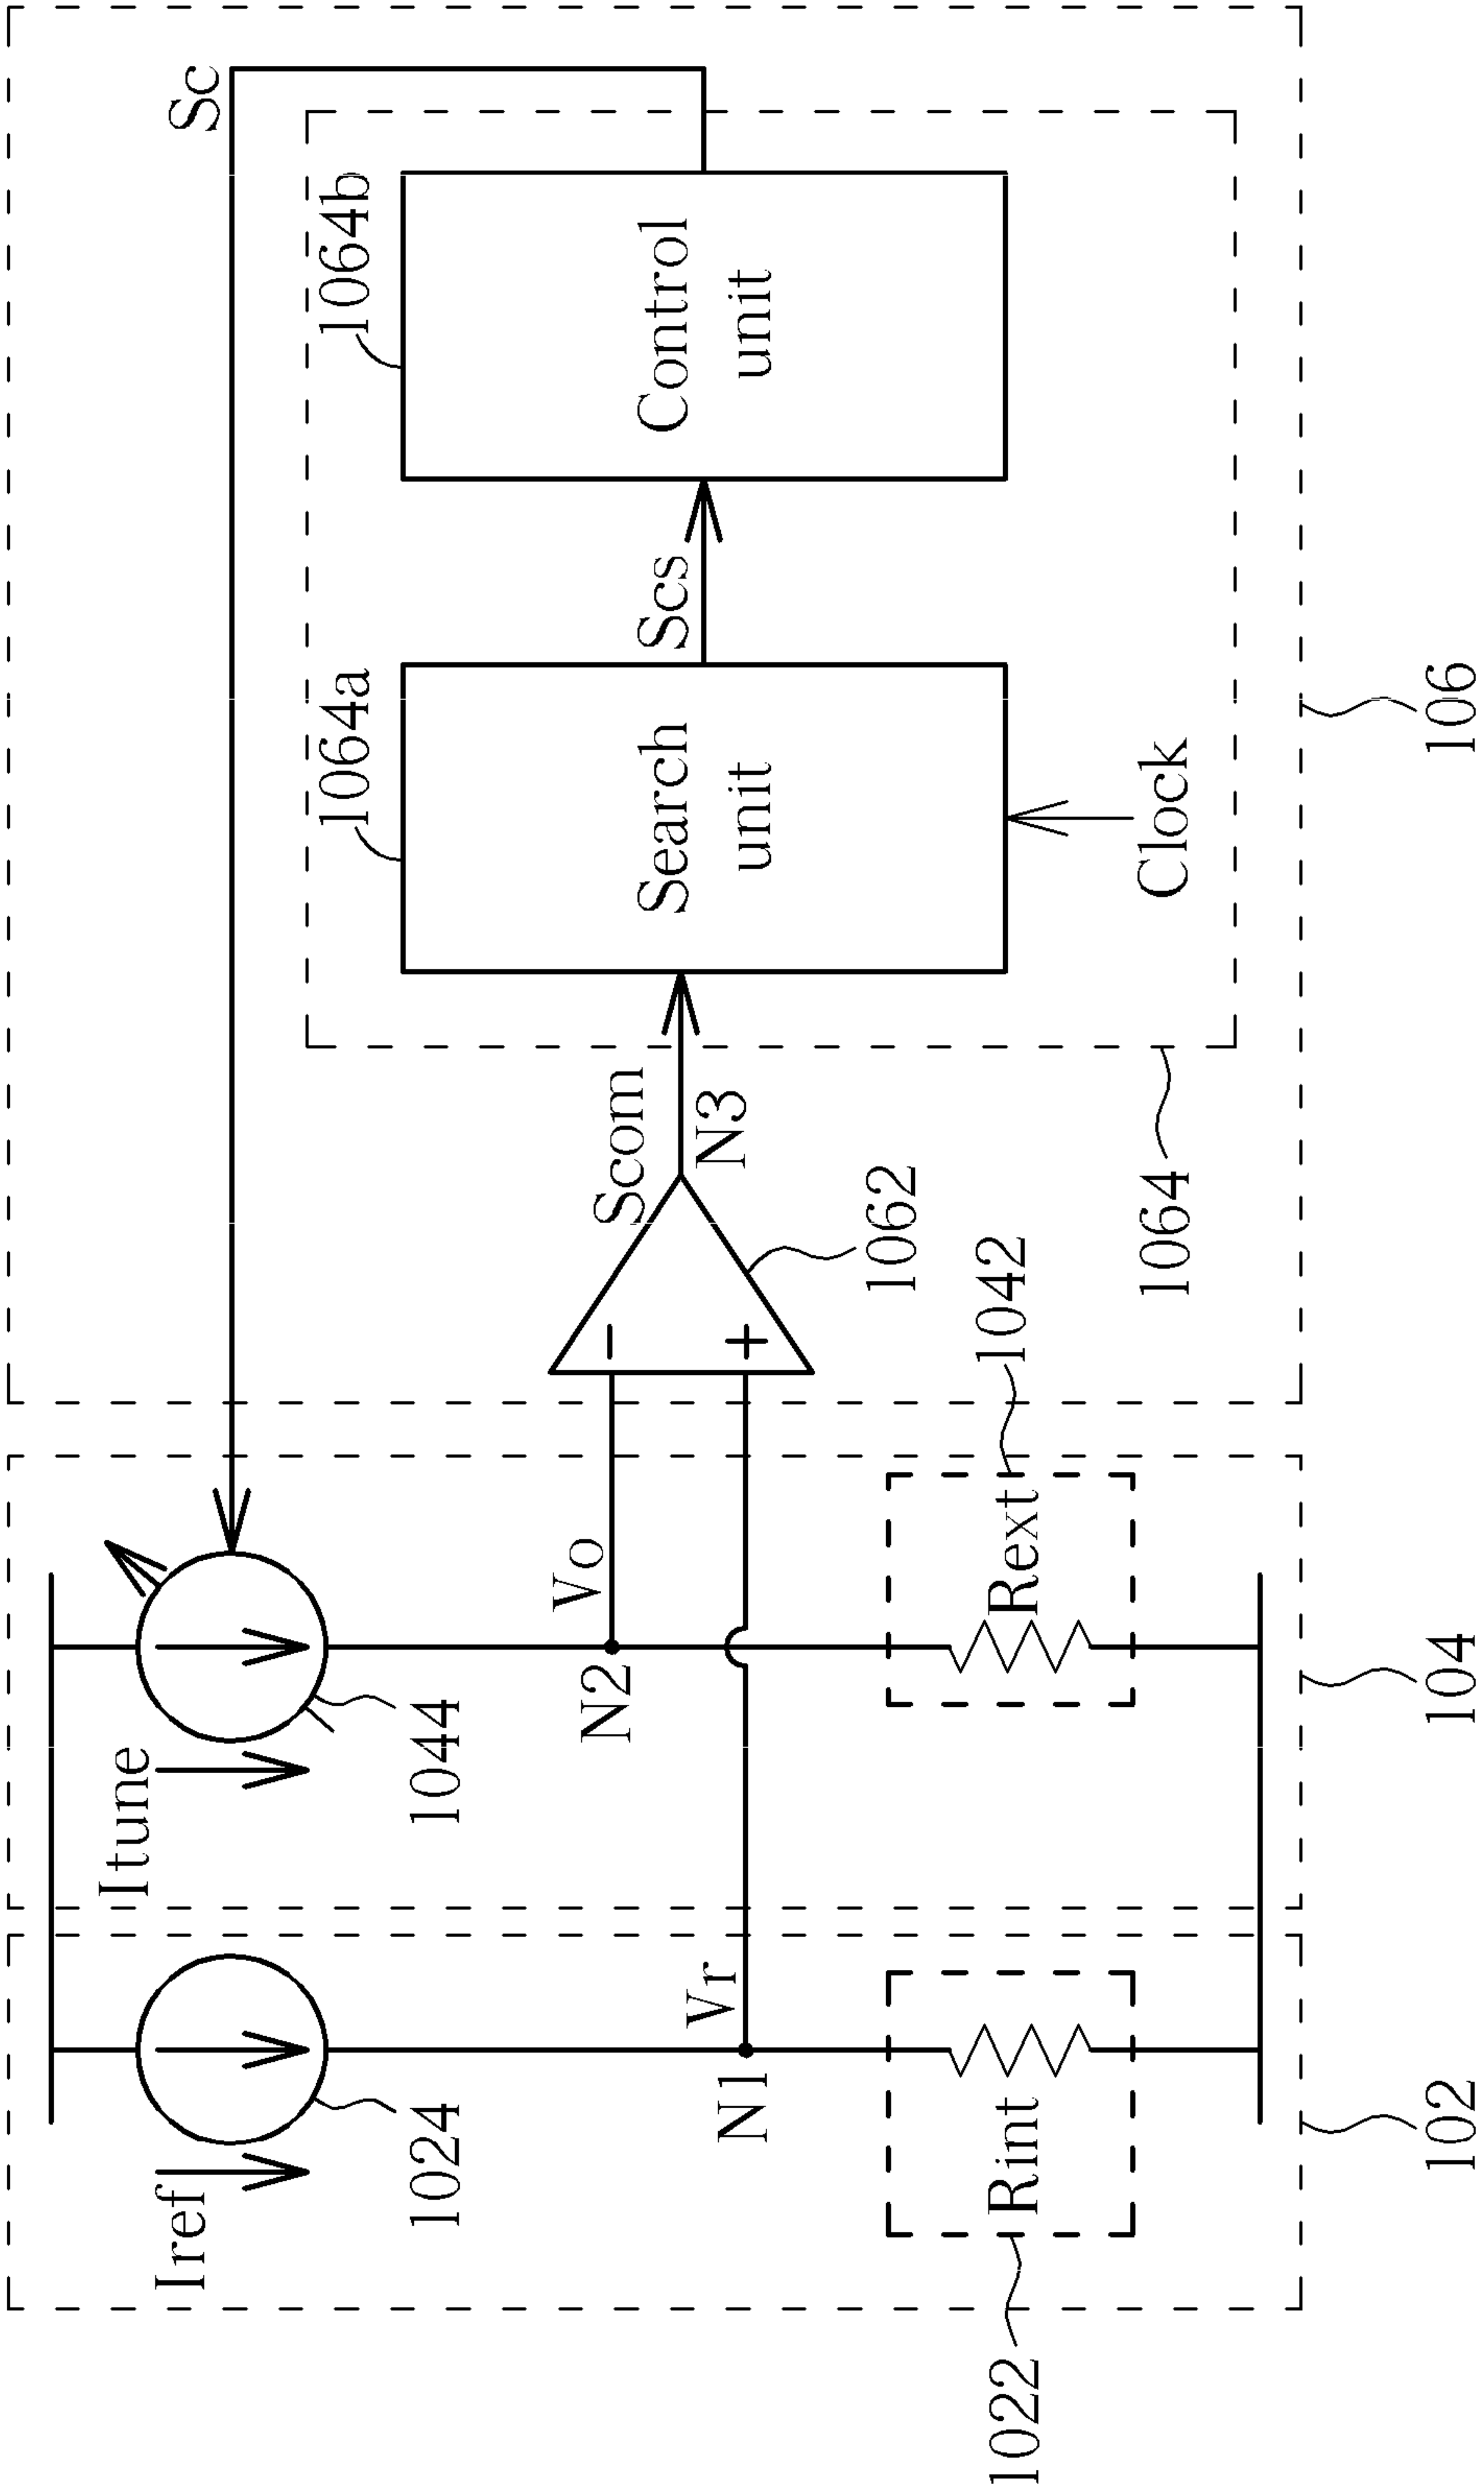 Sc
1064b
1064a
Control
unit
Search
unit
Scs
Clock
Scom
N3
1062
1064
106
Itune
1044
Vo
N2
Rext
1042
104
Iref
1024
Vr
N1
Rint
1022
102